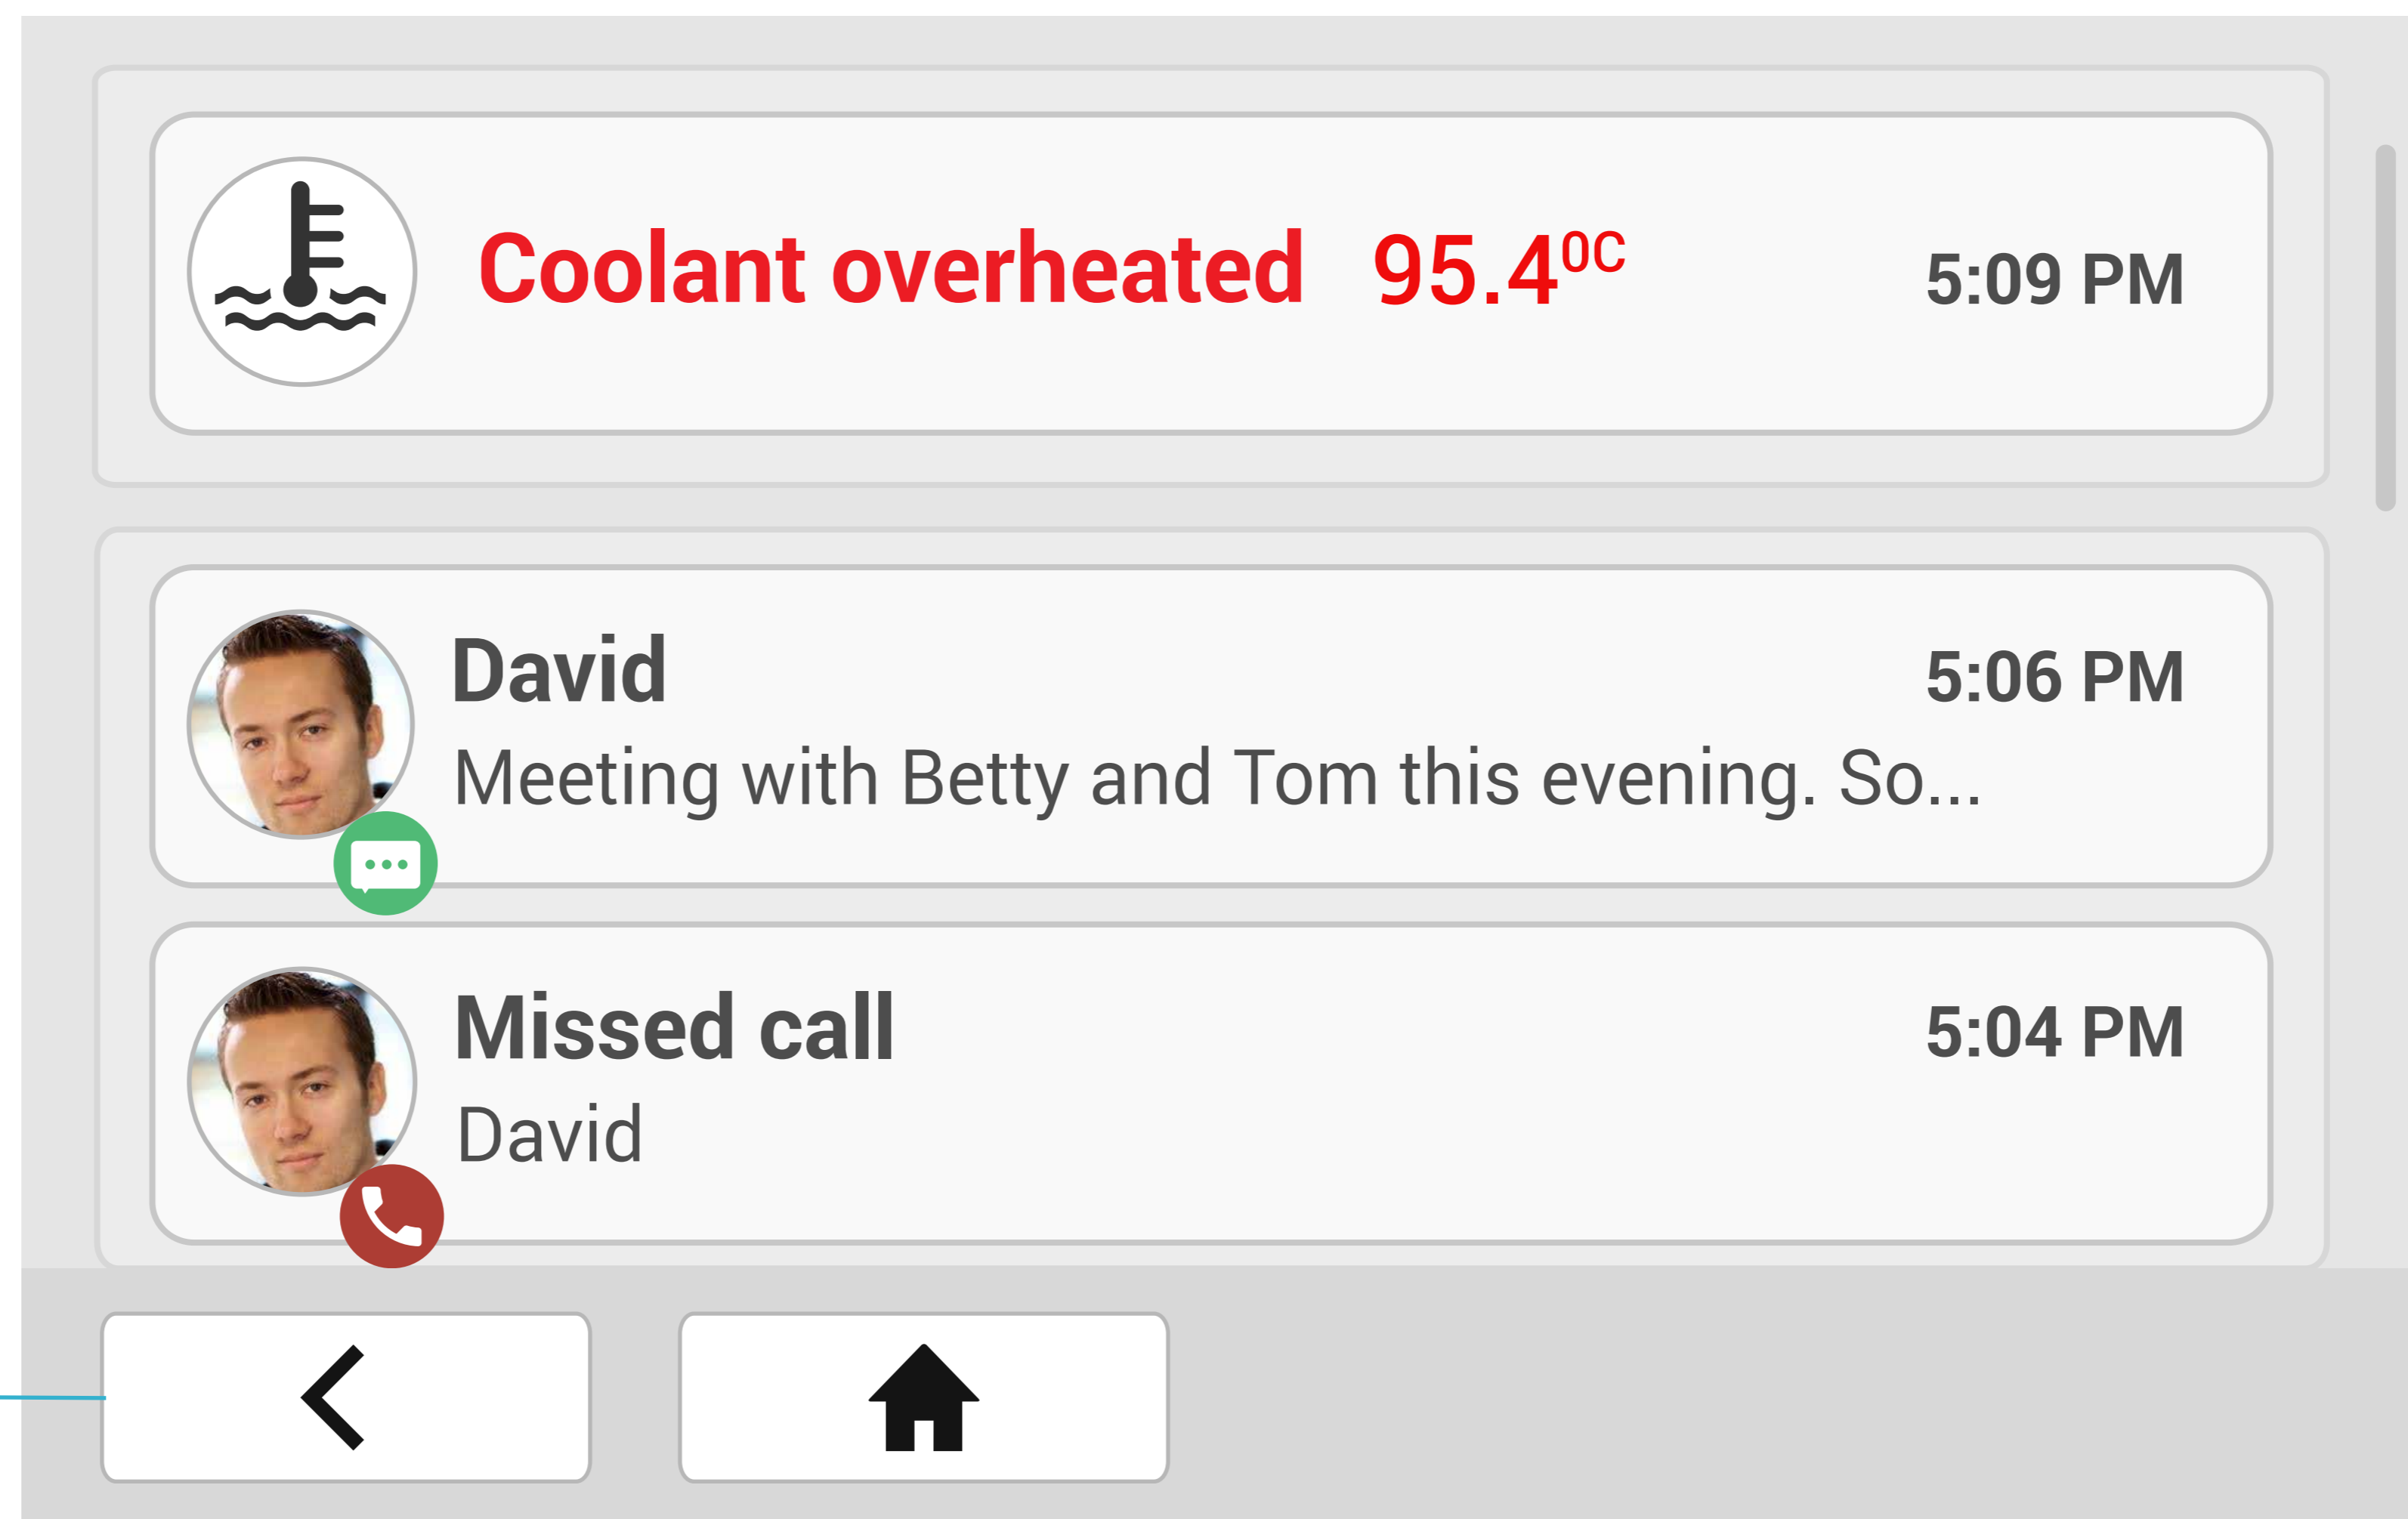 Coolant overheated 95.4⁰ᶜ 5:09 PM
David 5:06 PM
Meeting with Betty and Tom this evening. So...
Missed call 5:04 PM
David